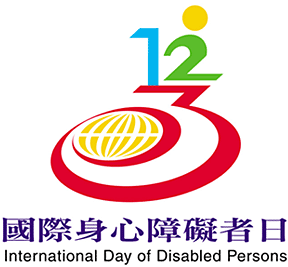 12
3
國際身心障礙者日
International Day of Disabled Persons